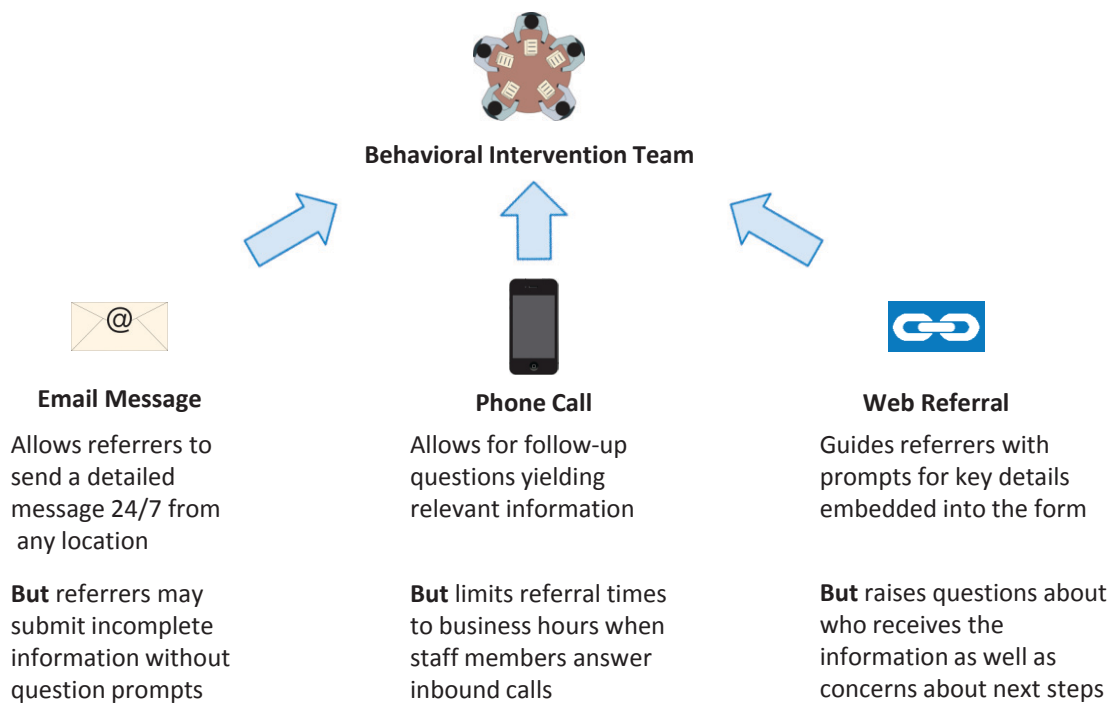 Behavioral Intervention Team
@
Email Message
Allows referrers to
send a detailed
message 24/7 from
any location
But referrers may
submit incomplete
information without
question prompts
Phone Call
Allows for follow-up
questions yielding
relevant information
But limits referral times
to business hours when
staff members answer
inbound calls
Web Referral
Guides referrers with
prompts for key details
embedded into the form
But raises questions about
who receives the
information as well as
concerns about next steps